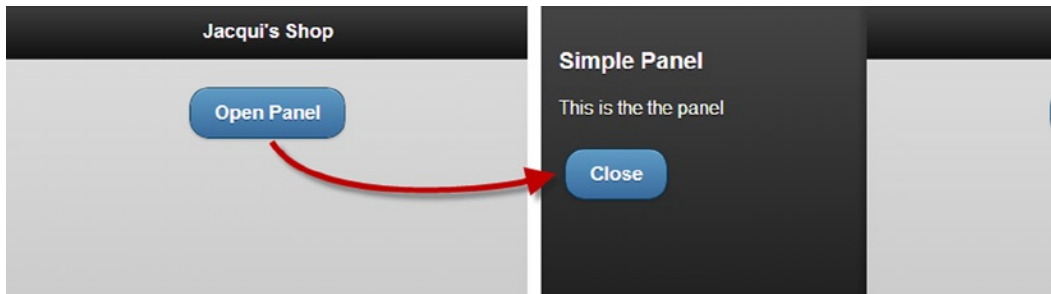 Jacqui's Shop
Open Panel
Simple Panel
This is the the panel
Close